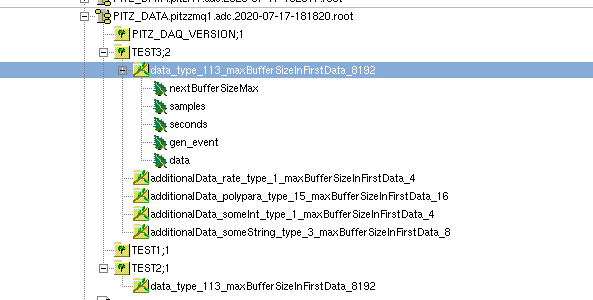 PITZ_DATA.pitzzmq1.adc.2020-07-17-181820.root
PITZ_DAQ_VERSION;1
TEST3;2
data_type_113_maxBufferSizeInFirstData_8192
nextBufferSizeMax
samples
seconds
gen_event
data
additionalData_rate_type_1_maxBufferSizeInFirstData_4
additionalData_polypara_type_15_maxBufferSizeInFirstData_16
additionalData_someInt_type_1_maxBufferSizeInFirstData_4
additionalData_someString_type_3_maxBufferSizeInFirstData_8
TEST1;1
TEST2;1
data_type_113_maxBufferSizeInFirstData_8192